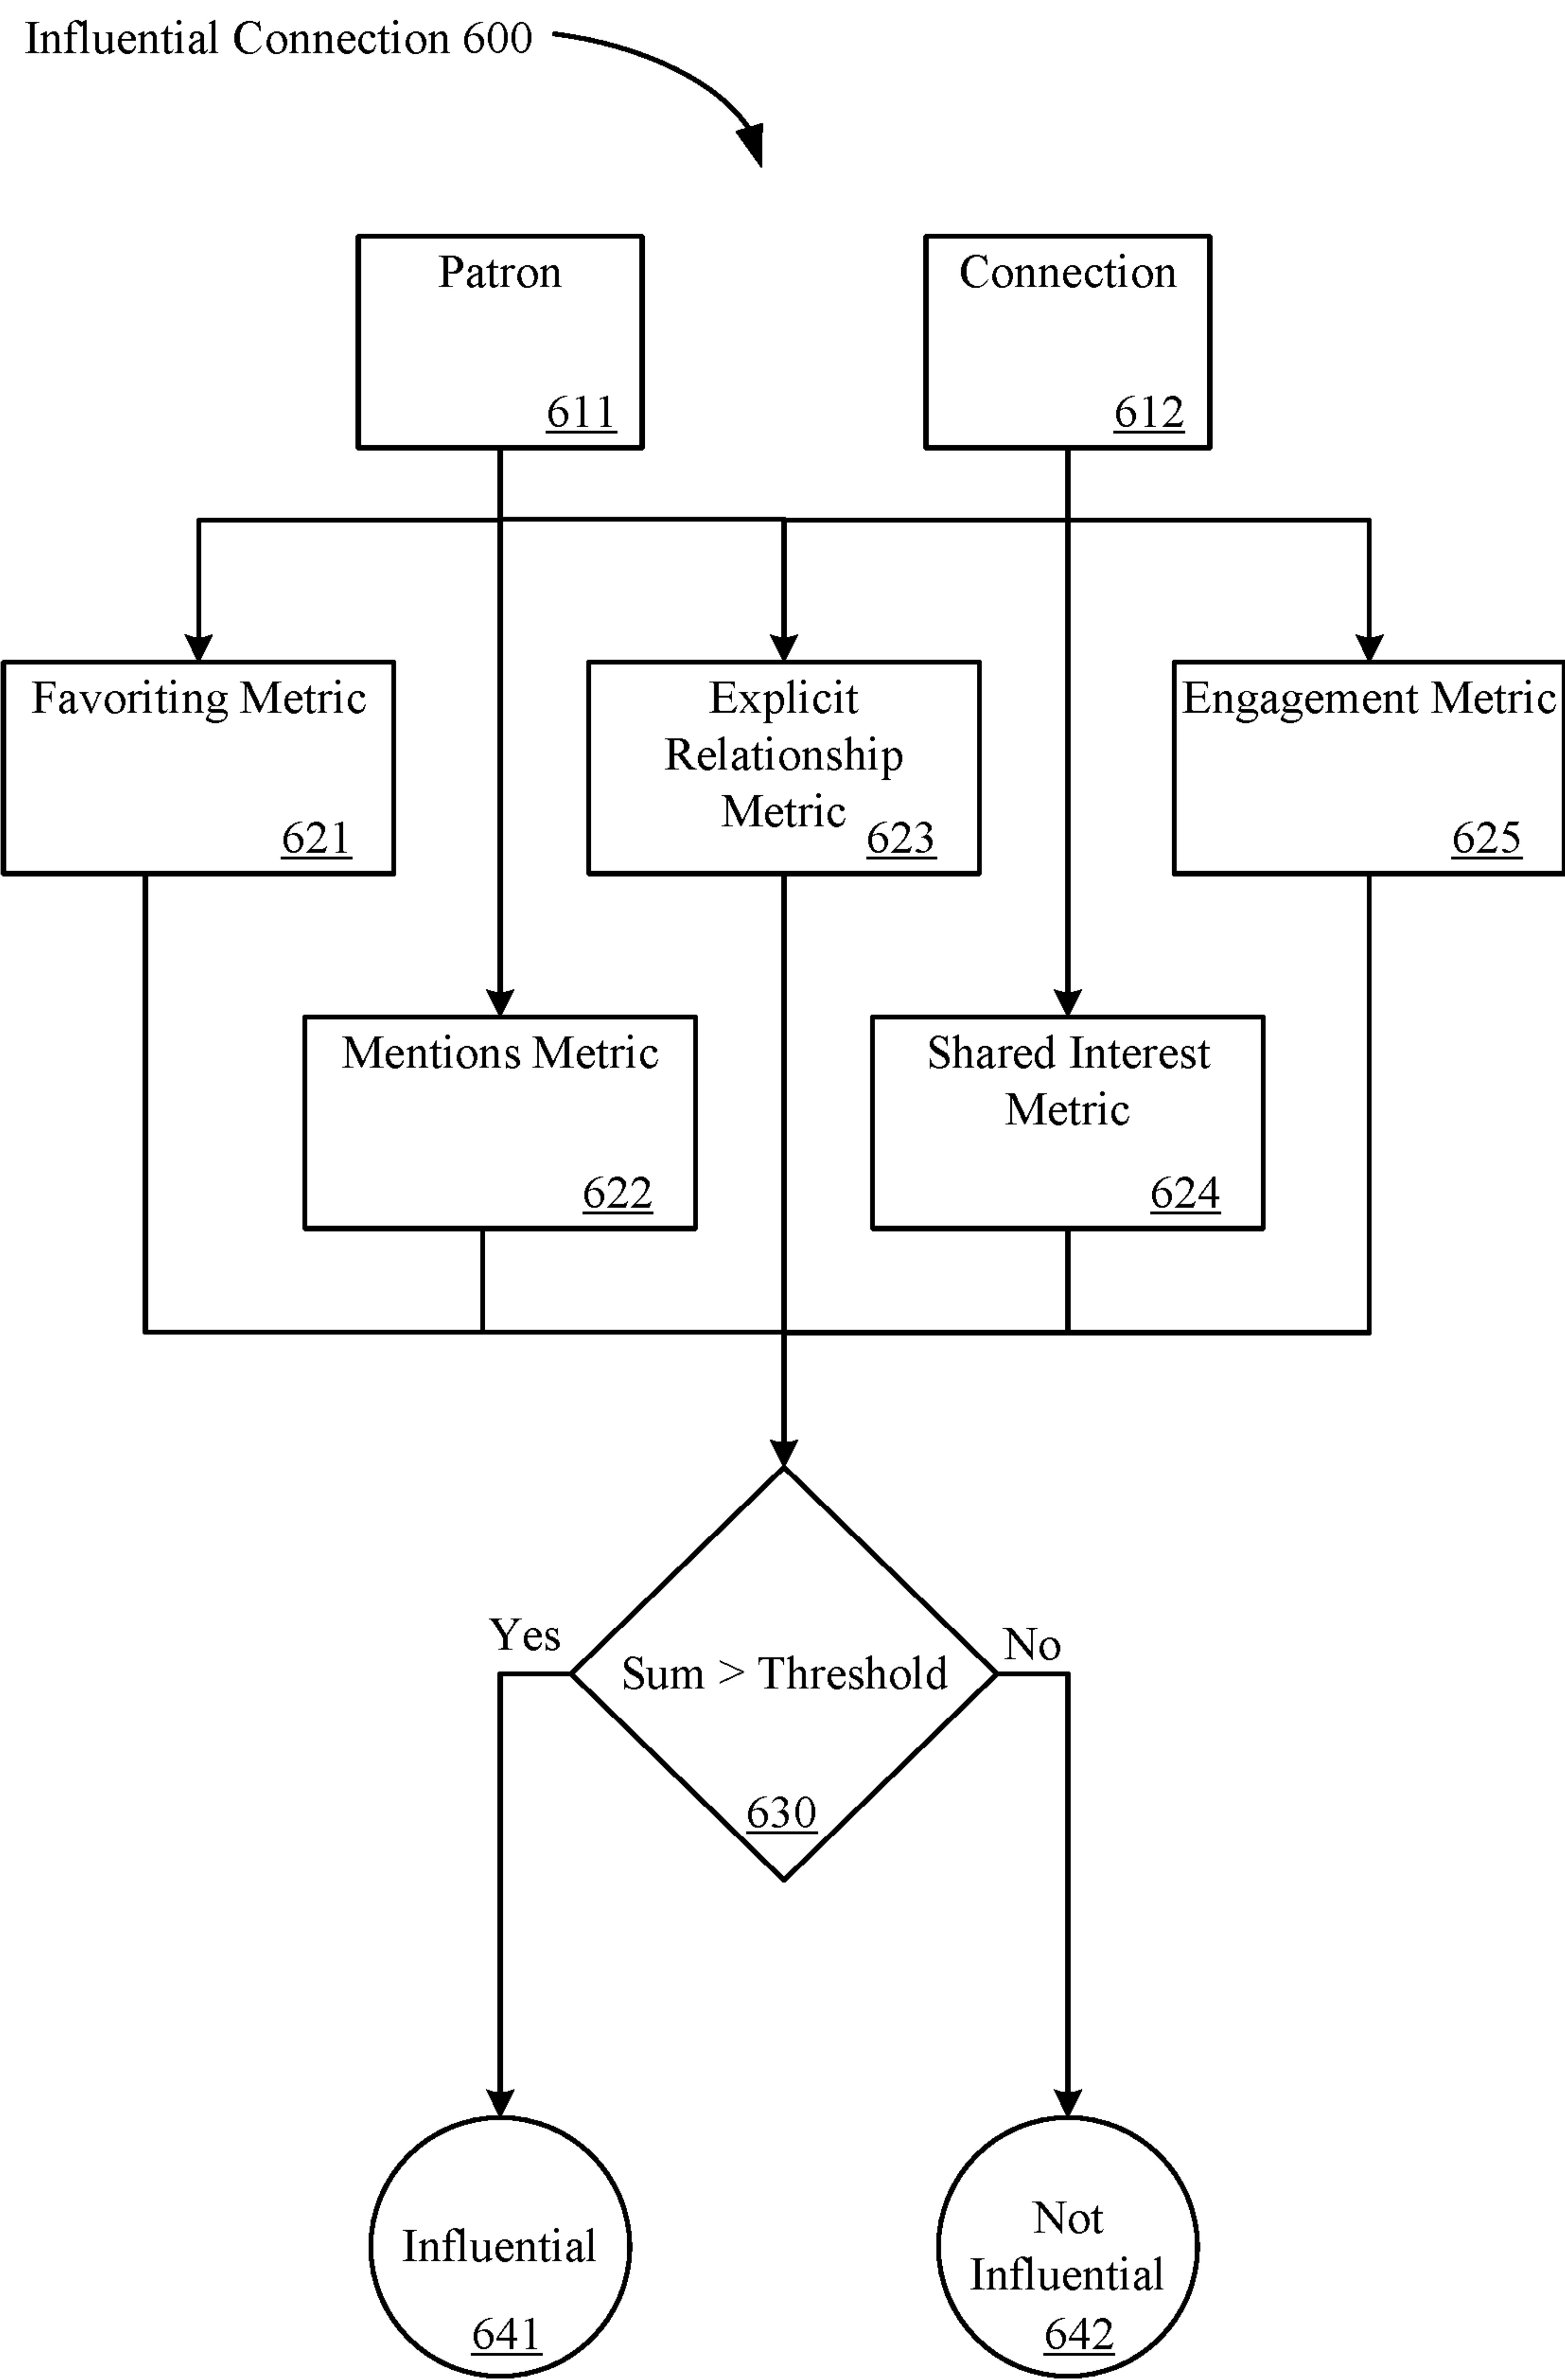 Influential Connection 600
Patron
611
Connection
612
Favoriting Metric
621
Explicit
Relationship
Metric
623
Engagement Metric
625
Mentions Metric
622
Shared Interest
Metric
624
Yes
No
Sum > Threshold
630
Influential
641
Not
Influential
642